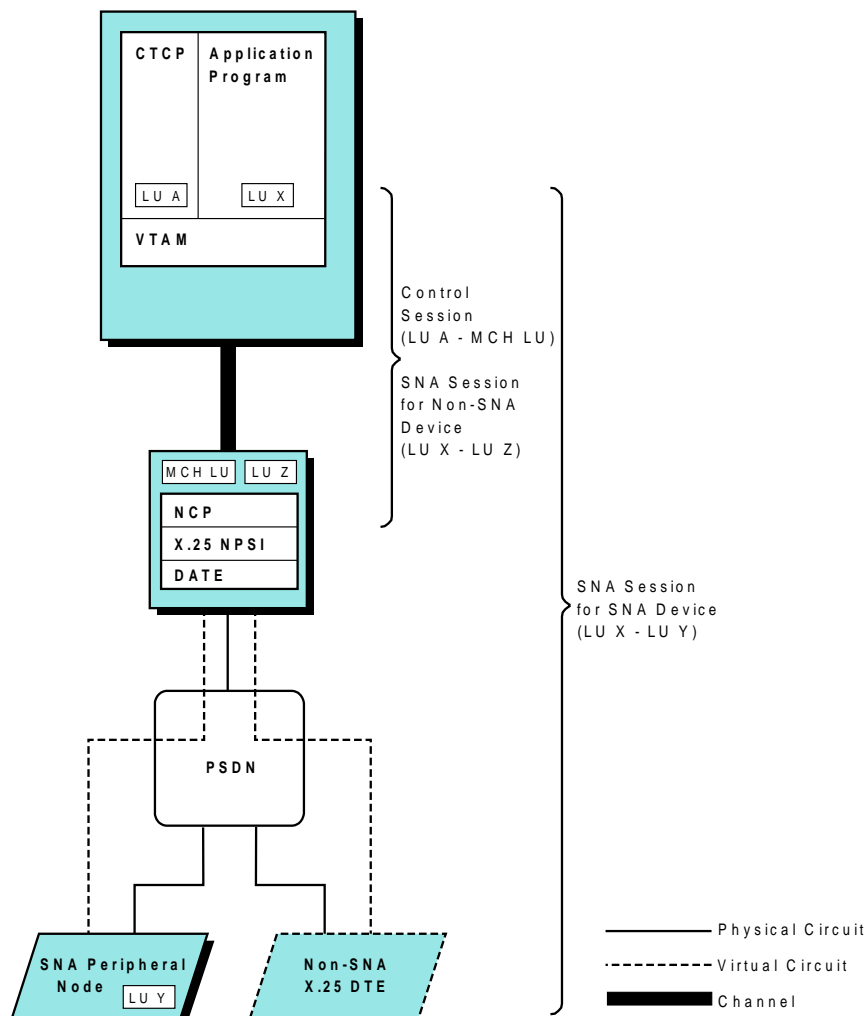 CTCP
Application
Program
LU A
LU X
VTAM
Control
Session
(LU A - MCH LU)
SNA Session
for Non-SNA
Device
(LU X - LU Z)
MCH LU
LU Z
NCP
X.25 NPSI
DATE
SNA Session
for SNA Device
(LU X - LU Y)
PSDN
SNA Peripheral
Node
LU Y
Non-SNA
X.25 DTE
Physical Circuit
Virtual Circuit
Channel